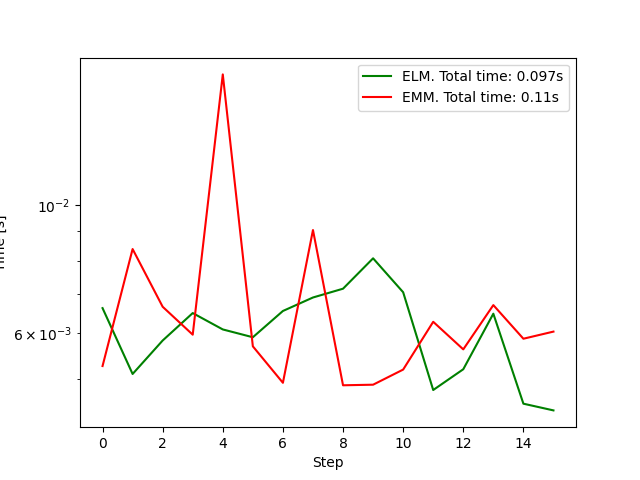 ELM. Total time: 0.097s
EMM. Total time: 0.11s
10⁻²
6 × 10⁻³
[s]
0 2 4 6 8 10 12 14
Step